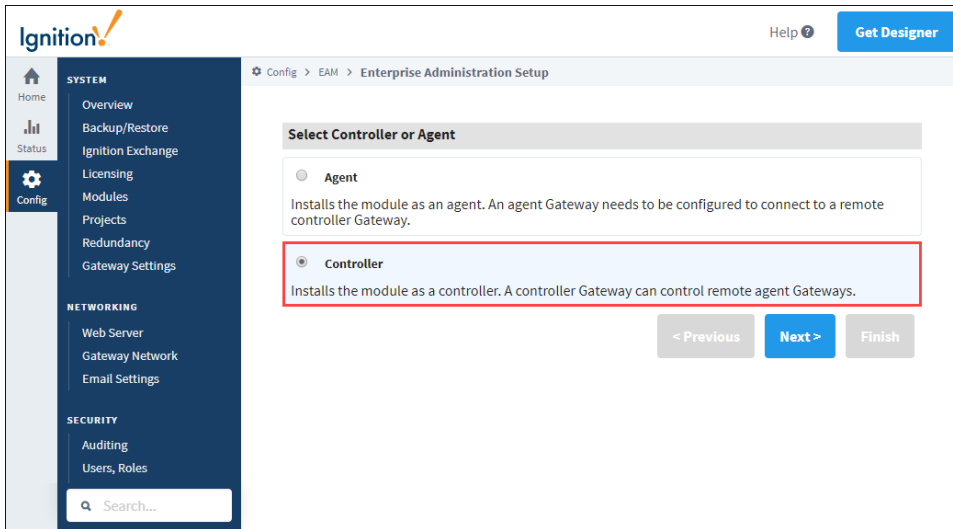 Ignition!
Help ?
Get Designer
Home
Status
Config
SYSTEM
Overview
Backup/Restore
Ignition Exchange
Licensing
Modules
Projects
Redundancy
Gateway Settings
NETWORKING
Web Server
Gateway Network
Email Settings
SECURITY
Auditing
Users, Roles
Search...
Config > EAM > Enterprise Administration Setup
Select Controller or Agent
Agent
Installs the module as an agent. An agent Gateway needs to be configured to connect to a remote
controller Gateway.
Controller
Installs the module as a controller. A controller Gateway can control remote agent Gateways.
< Previous
Next >
Finish